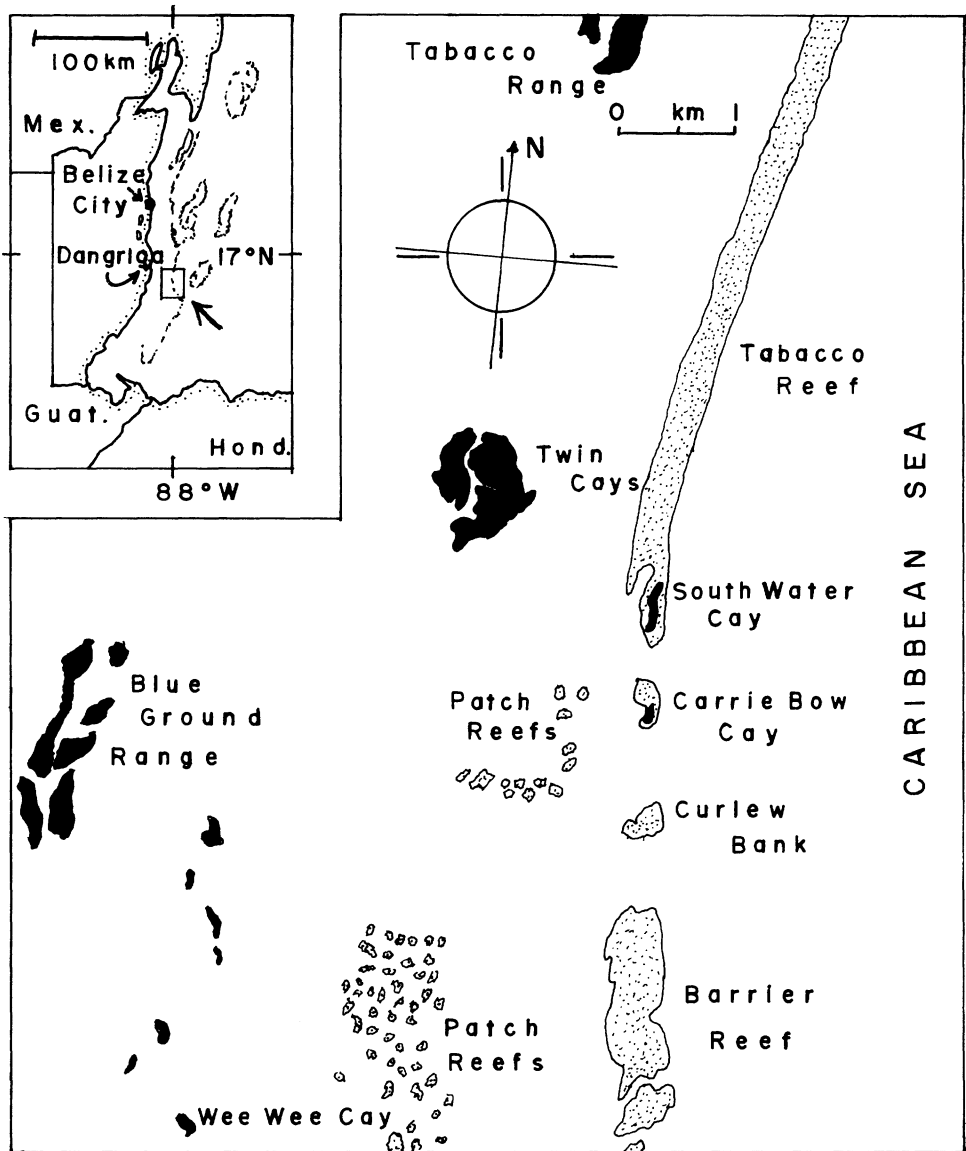 100km
Mex.
Belize
City
Dangriga
17°N
Guat.
Hond.
88°W
Tabacco
Range
0 km 1
N
Tabacco
Reef
Twin
Cays
CARIBBEAN SEA
South Water
Cay
Blue
Ground
Range
Patch
Reefs
Carrie Bow
Cay
Curlew
Bank
Barrier
Reef
Patch
Reefs
Wee Wee Cay